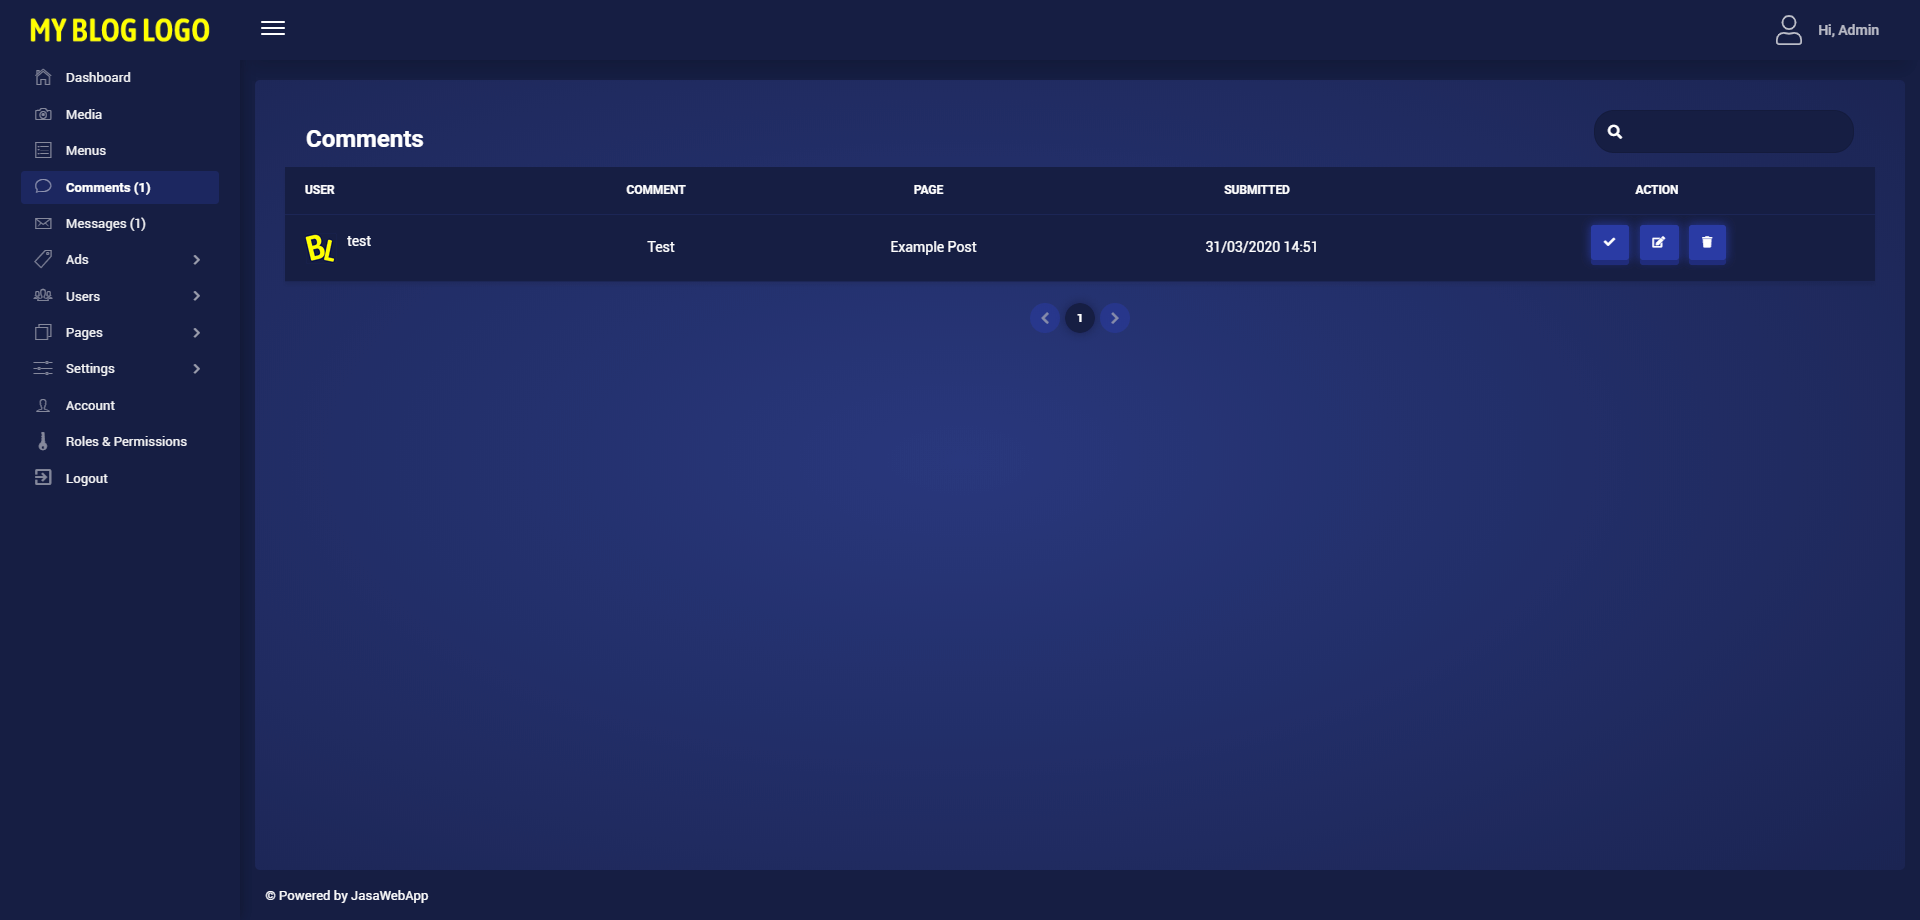 MY BLOG LOGO
Hi, Admin
Dashboard
Media
Menus
Comments (1)
Messages (1)
Ads
Users
Pages
Settings
Account
Roles & Permissions
Logout
Comments
USER COMMENT PAGE SUBMITTED ACTION
BL test Test Example Post 31/03/2020 14:51
1
© Powered by JasaWebApp